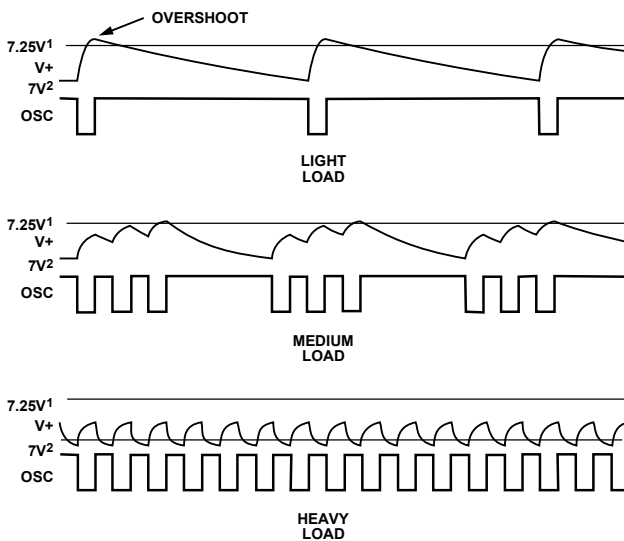 OVERSHOOT
7.25V1
V+
7V2
OSC
LIGHT
LOAD
7.25V1
V+
7V2
OSC
MEDIUM
LOAD
7.25V1
V+
7V2
OSC
HEAVY
LOAD